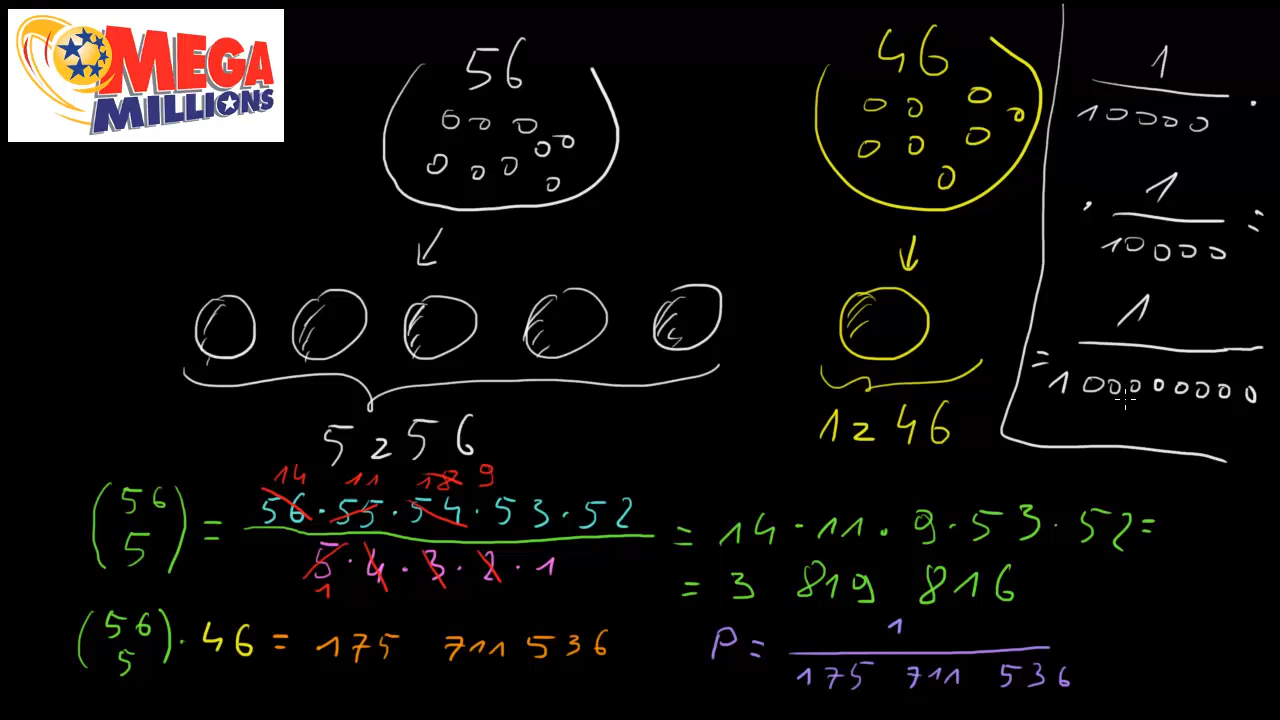 MEGA
MILLIONS
56
46
5 z 56
1 z 46
1
10000 ·
· 1
10000 =
= 1
100000000
14 11 18 9
(56 5) = 56 · 55 · 54 · 53 · 52
5 · 4 · 3 · 2 · 1
1
= 14 · 11 · 9 · 53 · 52 =
= 3 819 816
(56 5) · 46 = 175 711 536
P = 1
175 711 536